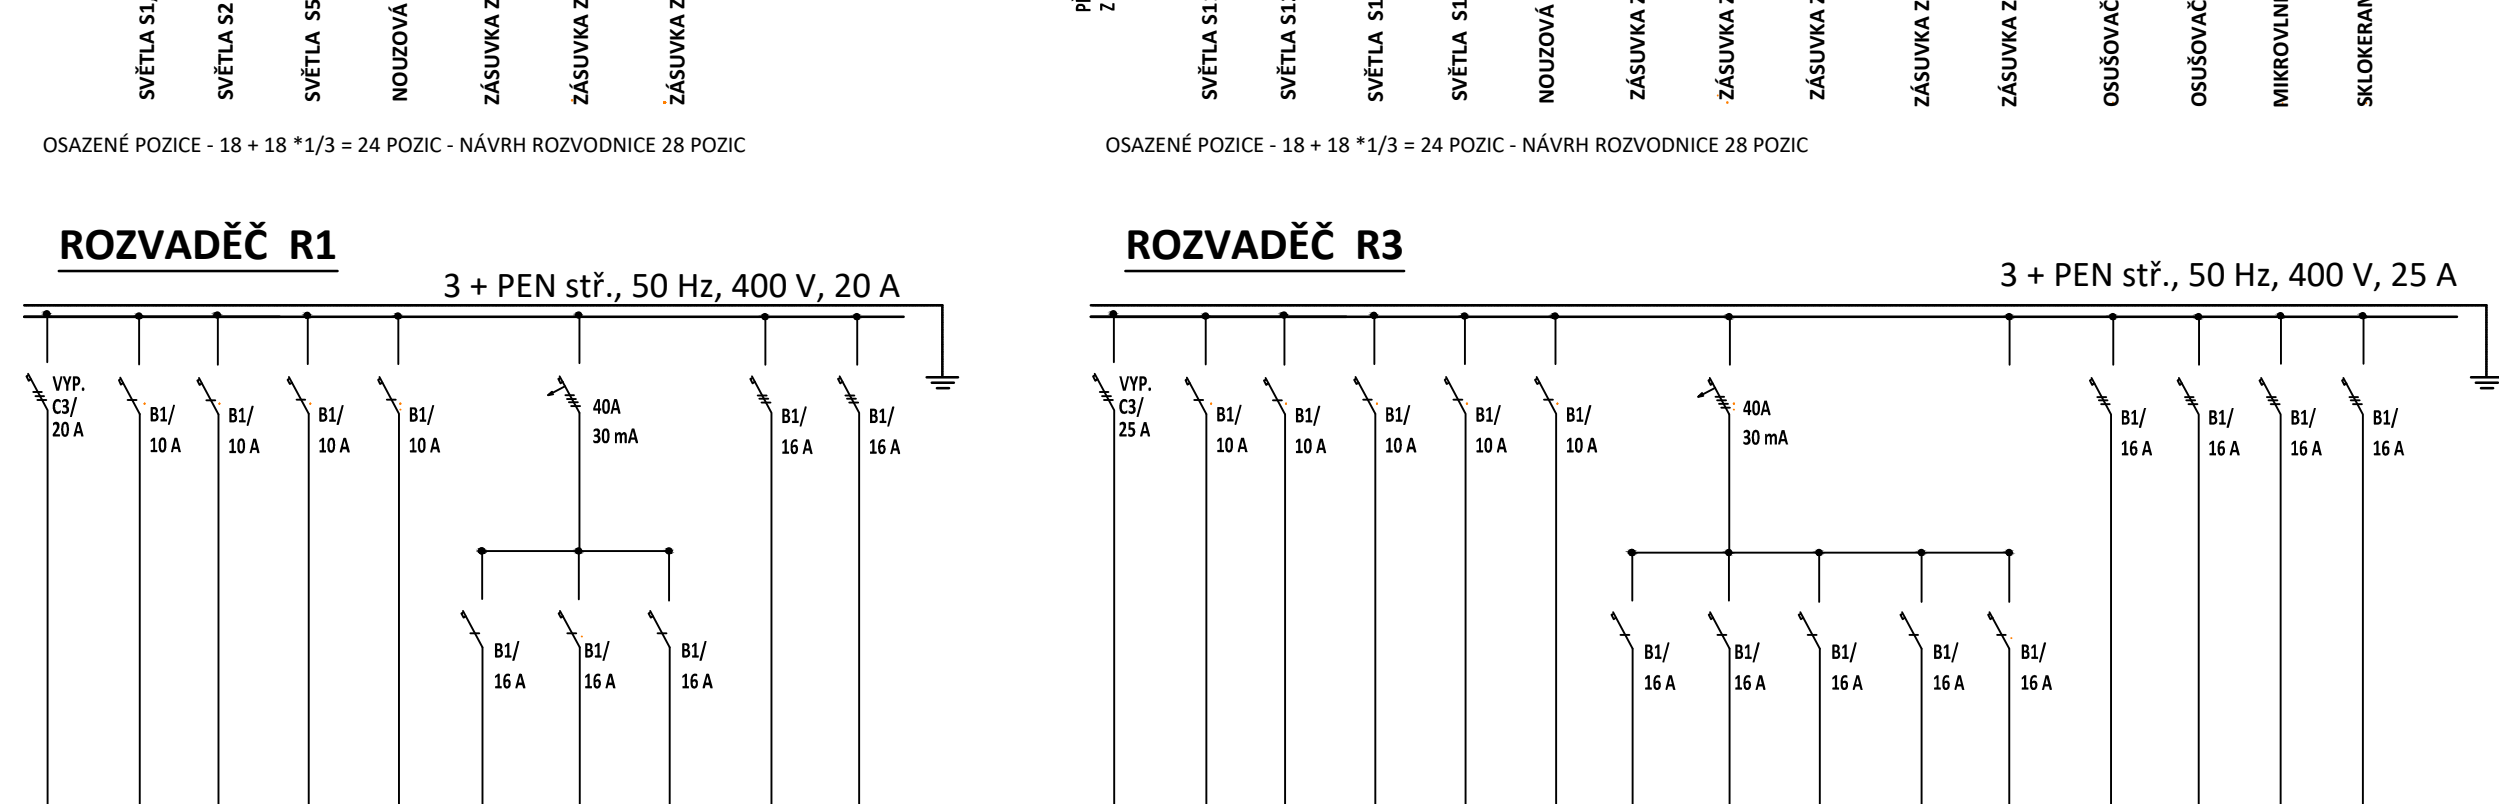 SVĚTLA S1
SVĚTLA S2
SVĚTLA S5
NOUZOVÁ
ZÁSUVKA Z
ZÁSUVKA Z
ZÁSUVKA Z
SVĚTLA S1
SVĚTLA S1
SVĚTLA S1
SVĚTLA S1
NOUZOVÁ
ZÁSUVKA Z
ZÁSUVKA Z
ZÁSUVKA Z
ZÁSUVKA Z
ZÁSUVKA Z
OSUŠOVAČ
OSUŠOVAČ
MIKROVLN
SKLOKERAM
OSAZENÉ POZICE - 18 + 18 *1/3 = 24 POZIC - NÁVRH ROZVODNICE 28 POZIC
OSAZENÉ POZICE - 18 + 18 *1/3 = 24 POZIC - NÁVRH ROZVODNICE 28 POZIC
ROZVADĚČ R1
3 + PEN stř., 50 Hz, 400 V, 20 A
VYP.
C3/
20 A
B1/
10 A
B1/
10 A
B1/
10 A
B1/
10 A
40A
30 mA
B1/
16 A
B1/
16 A
B1/
16 A
B1/
16 A
B1/
16 A
ROZVADĚČ R3
3 + PEN stř., 50 Hz, 400 V, 25 A
VYP.
C3/
25 A
B1/
10 A
B1/
10 A
B1/
10 A
B1/
10 A
B1/
10 A
40A
30 mA
B1/
16 A
B1/
16 A
B1/
16 A
B1/
16 A
B1/
16 A
B1/
16 A
B1/
16 A
B1/
16 A
B1/
16 A